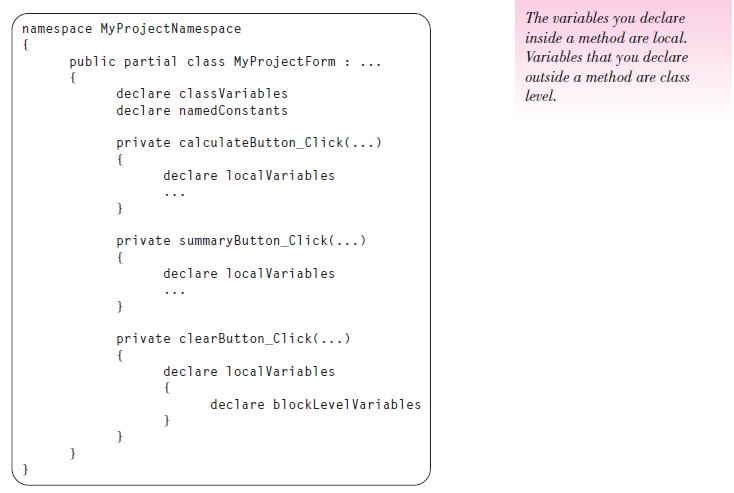 namespace MyProjectNamespace
{
public partial class MyProjectForm : ...
{
declare classVariables
declare namedConstants
private calculateButton_Click(...)
{
declare localVariables
...
}
private summaryButton_Click(...)
{
declare localVariables
...
}
private clearButton_Click(...)
{
declare localVariables
{
declare blockLevelVariables
}
}
}
}
The variables you declare
inside a method are local.
Variables that you declare
outside a method are class
level.